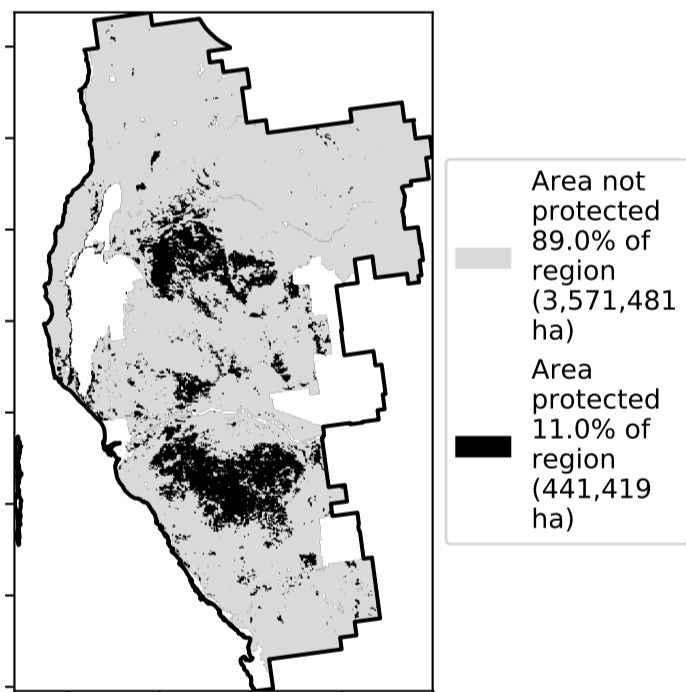 Area not
protected
89.0% of
region
(3,571,481
ha)
Area
protected
11.0% of
region
(441,419
ha)